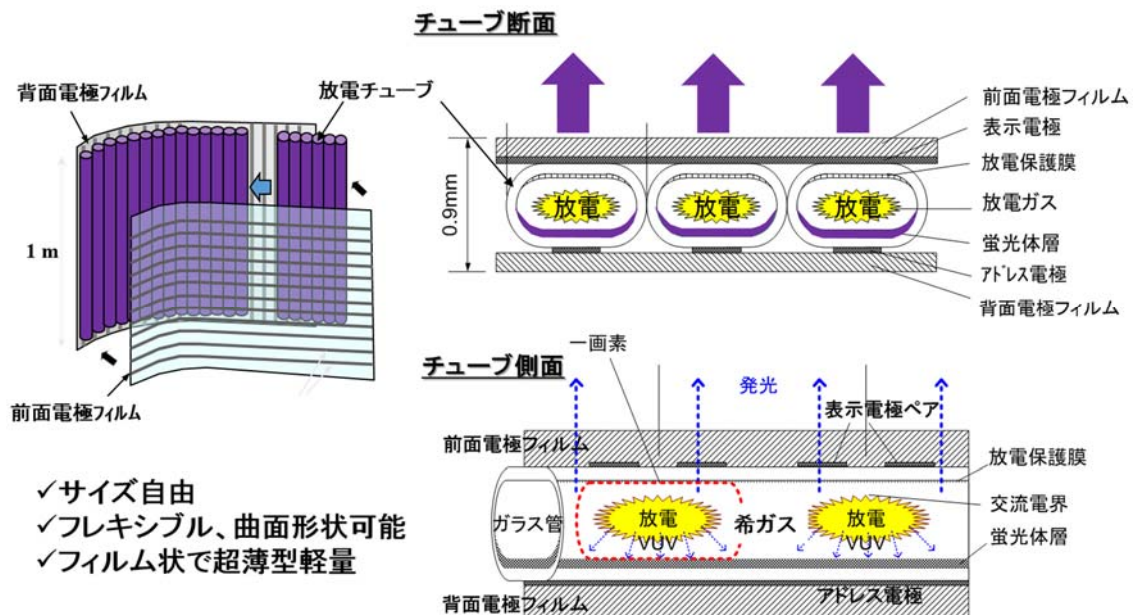 チューブ断面
背面電極フィルム
放電チューブ
1 m
前面電極フィルム
0.9mm
放電
放電
放電
前面電極フィルム
表示電極
放電保護膜
放電ガス
蛍光体層
アドレス電極
背面電極フィルム
チューブ側面
一画素
発光
表示電極ペア
前面電極フィルム
ガラス管
放電
VUV
希ガス
放電
VUV
放電保護膜
交流電界
蛍光体層
アドレス電極
背面電極フィルム
✓サイズ自由
✓フレキシブル、曲面形状可能
✓フィルム状で超薄型軽量